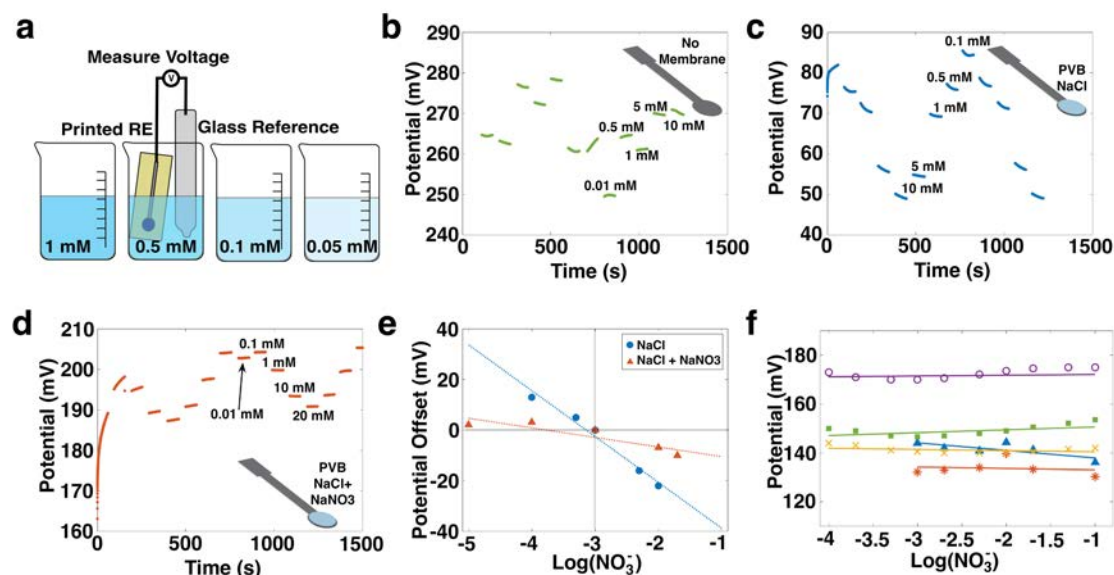 a
Measure Voltage
V
Printed RE
Glass Reference
1 mM
0.5 mM
0.1 mM
0.05 mM
b
290
280
270
260
250
240
0
500
1000
1500
Potential (mV)
Time (s)
No
Membrane
5 mM
0.5 mM
10 mM
1 mM
0.01 mM
c
90
80
70
60
50
40
0
500
1000
1500
Potential (mV)
Time (s)
0.1 mM
PVB
NaCl
0.5 mM
1 mM
5 mM
10 mM
d
210
200
190
180
170
160
0
500
1000
1500
Potential (mV)
Time (s)
0.1 mM
1 mM
0.01 mM
10 mM
20 mM
PVB
NaCl+
NaNO3
e
40
20
0
-20
-40
-5
-4
-3
-2
-1
Potential Offset (mV)
Log(NO₃⁻)
NaCl
NaCl + NaNO3
f
180
160
140
120
-4
-3.5
-3
-2.5
-2
-1.5
-1
Potential (mV)
Log(NO₃⁻)